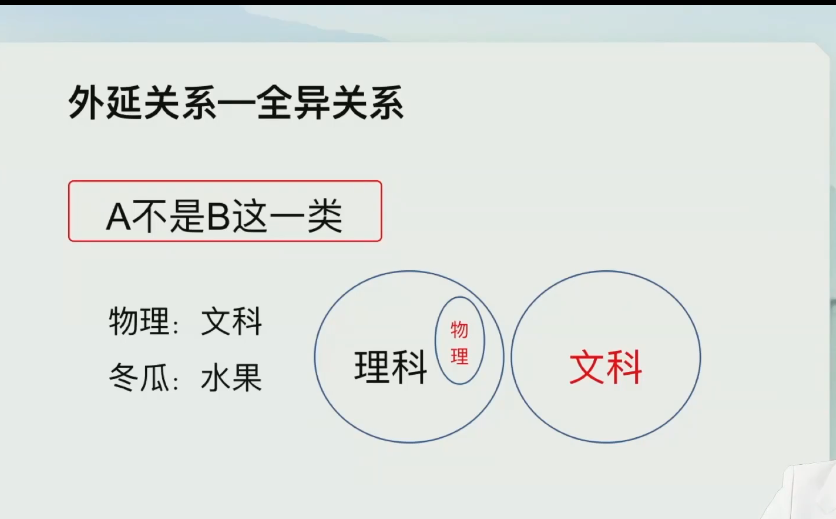 外延关系—全异关系
A不是B这一类
物理：文科
冬瓜：水果
理科
物
理
文科